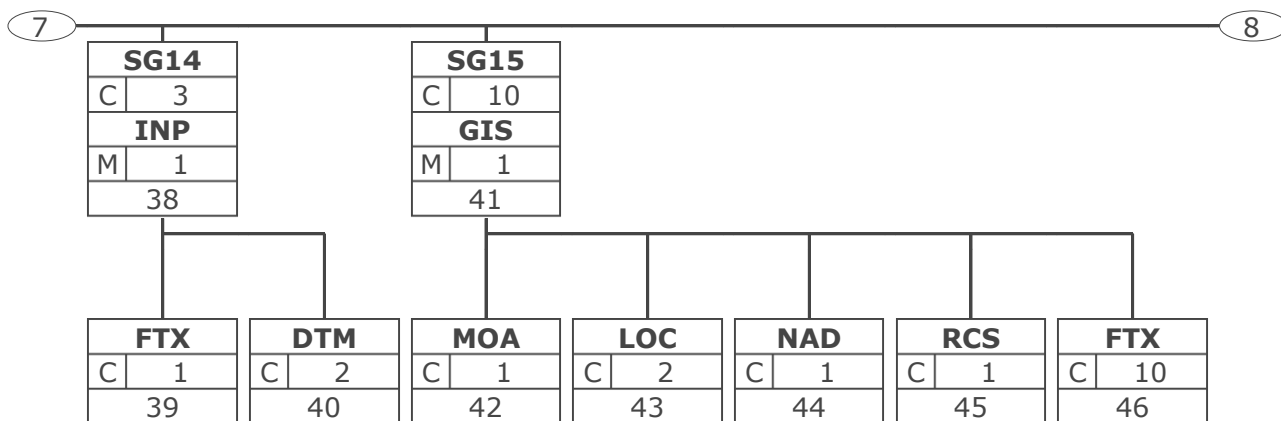 7 8
SG14 SG15
C 3 C 10
INP GIS
M 1 M 1
38 41
FTX DTM MOA LOC NAD RCS FTX
C 1 C 2 C 1 C 2 C 1 C 1 C 10
39 40 42 43 44 45 46